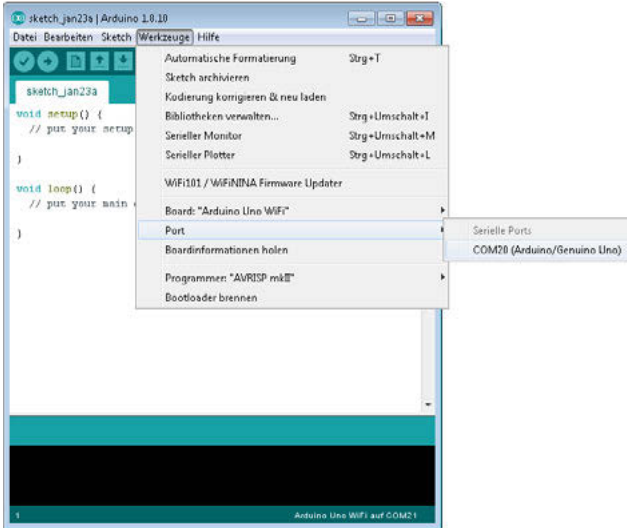 sketch_jan23a | Arduino 1.8.10
Datei Bearbeiten Sketch Werkzeuge Hilfe
sketch_jan23a
void setup() {
// put your setup
}
void loop() {
// put your main
}
Automatische Formatierung Strg+T
Sketch archivieren
Kodierung korrigieren & neu laden
Bibliotheken verwalten... Strg+Umschalt+I
Serieller Monitor Strg+Umschalt+M
Serieller Plotter Strg+Umschalt+L
WiFi101 / WiFiNINA Firmware Updater
Board: "Arduino Uno WiFi"
Port
Boardinformationen holen
Programmer: "AVRISP mkII"
Bootloader brennen
Serielle Ports
COM20 (Arduino/Genuino Uno)
1 Arduino Uno WiFi auf COM21